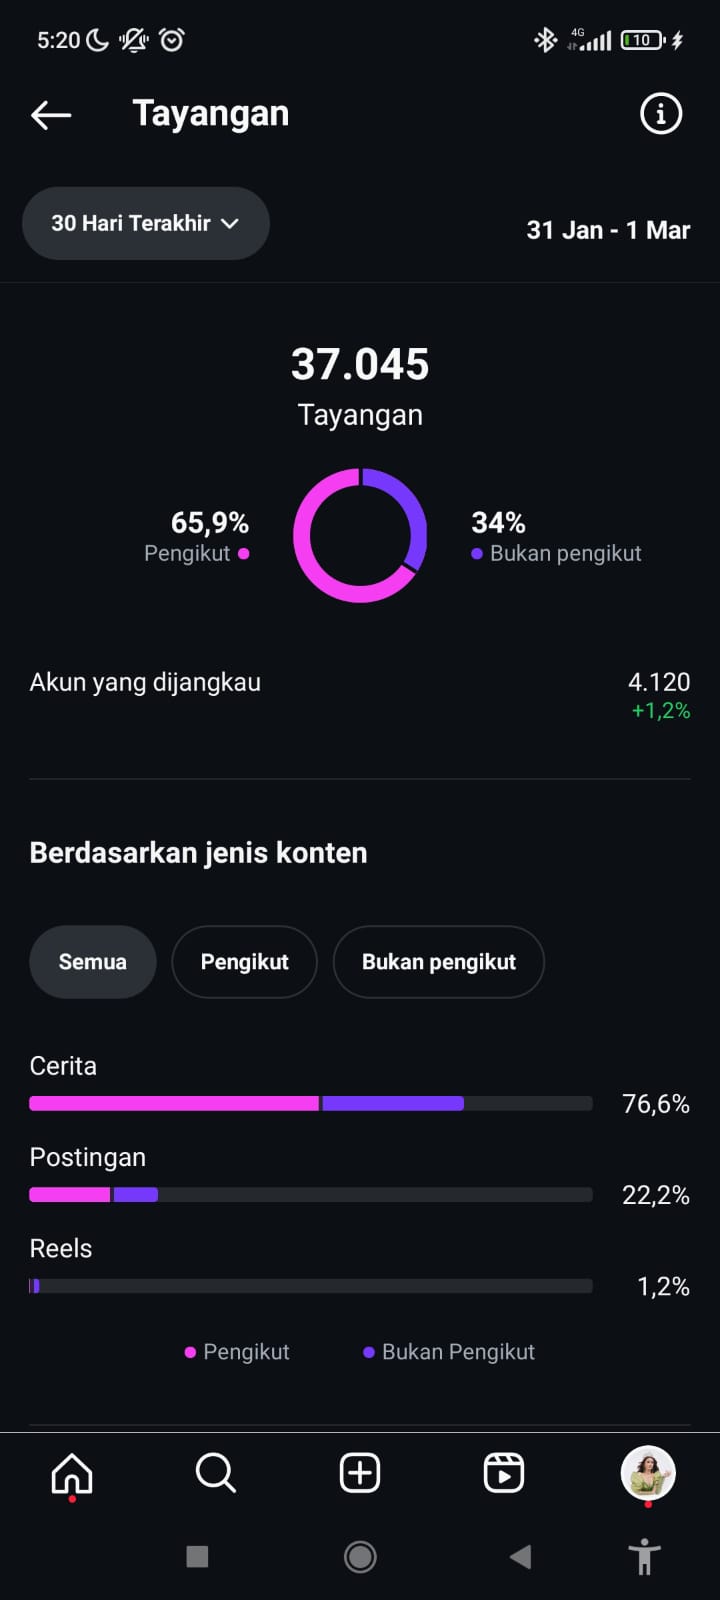 5:20
4G
10
Tayangan
30 Hari Terakhir
31 Jan - 1 Mar
37.045
Tayangan
65,9%
Pengikut
34%
Bukan pengikut
Akun yang dijangkau
4.120
+1,2%
Berdasarkan jenis konten
Semua
Pengikut
Bukan pengikut
Cerita
76,6%
Postingan
22,2%
Reels
1,2%
Pengikut
Bukan Pengikut